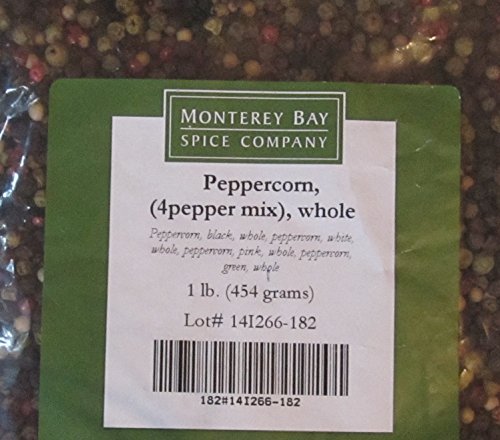 MONTEREY BAY
SPICE COMPANY
Peppercorn,
(4pepper mix), whole
Peppercorn, black, whole, peppercorn, white,
whole, peppercorn, pink, whole, peppercorn,
green, whole
1 lb. (454 grams)
Lot# 14I266-182
182#14I266-182